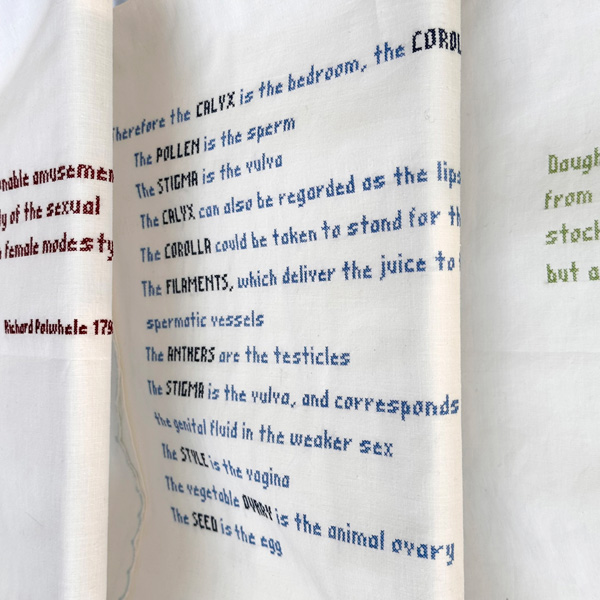 amusemen
y of the sexual
female modesty
Richard Polwhele 179
Therefore the CALYX is the bedroom, the COROL
The POLLEN is the sperm
The STIGMA is the vulva
The CALYX can also be regarded as the lips
The COROLLA could be taken to stand for th
The FILAMENTS, which deliver the juice to
spermatic vessels
The ANTHERS are the testicles
The STIGMA is the vulva, and corresponds
the genital fluid in the weaker sex
The STYLE is the vagina
The vegetable OVARY is the animal ovary
The SEED is the egg
Daugh
from
stoc
but a